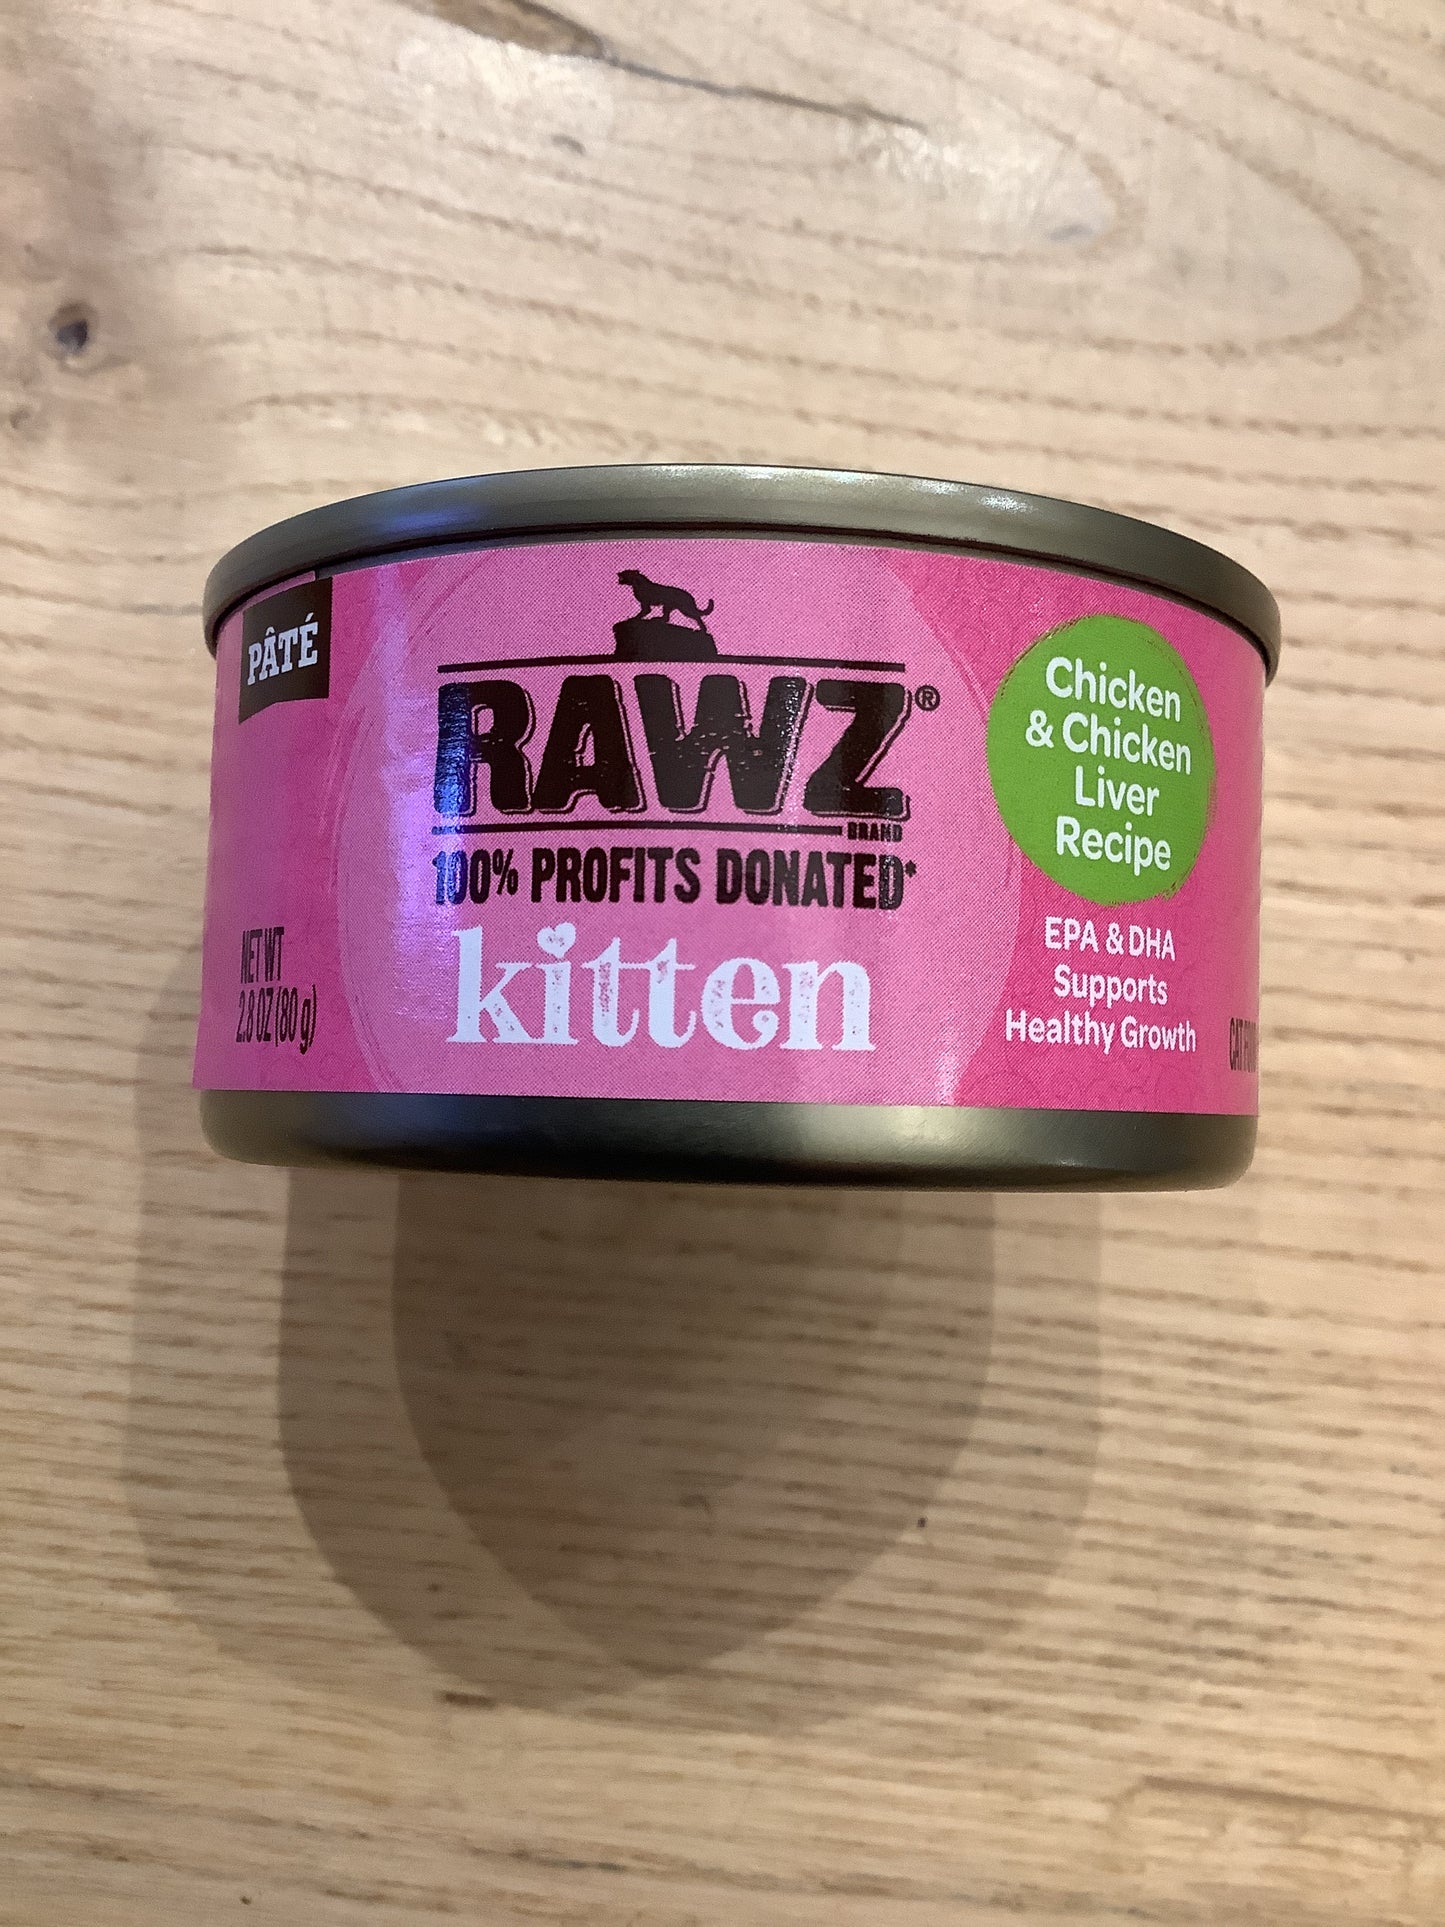 PÂTÉ
RAWZ®
BRAND
100% PROFITS DONATED*
kitten
NET WT
2.8 OZ (80 g)
Chicken
& Chicken
Liver
Recipe
EPA & DHA
Supports
Healthy Growth
CAT